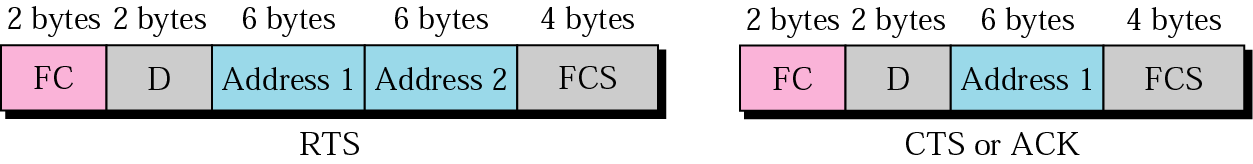 2 bytes 2 bytes 6 bytes 6 bytes 4 bytes
FC D Address 1 Address 2 FCS
RTS
2 bytes 2 bytes 6 bytes 4 bytes
FC D Address 1 FCS
CTS or ACK